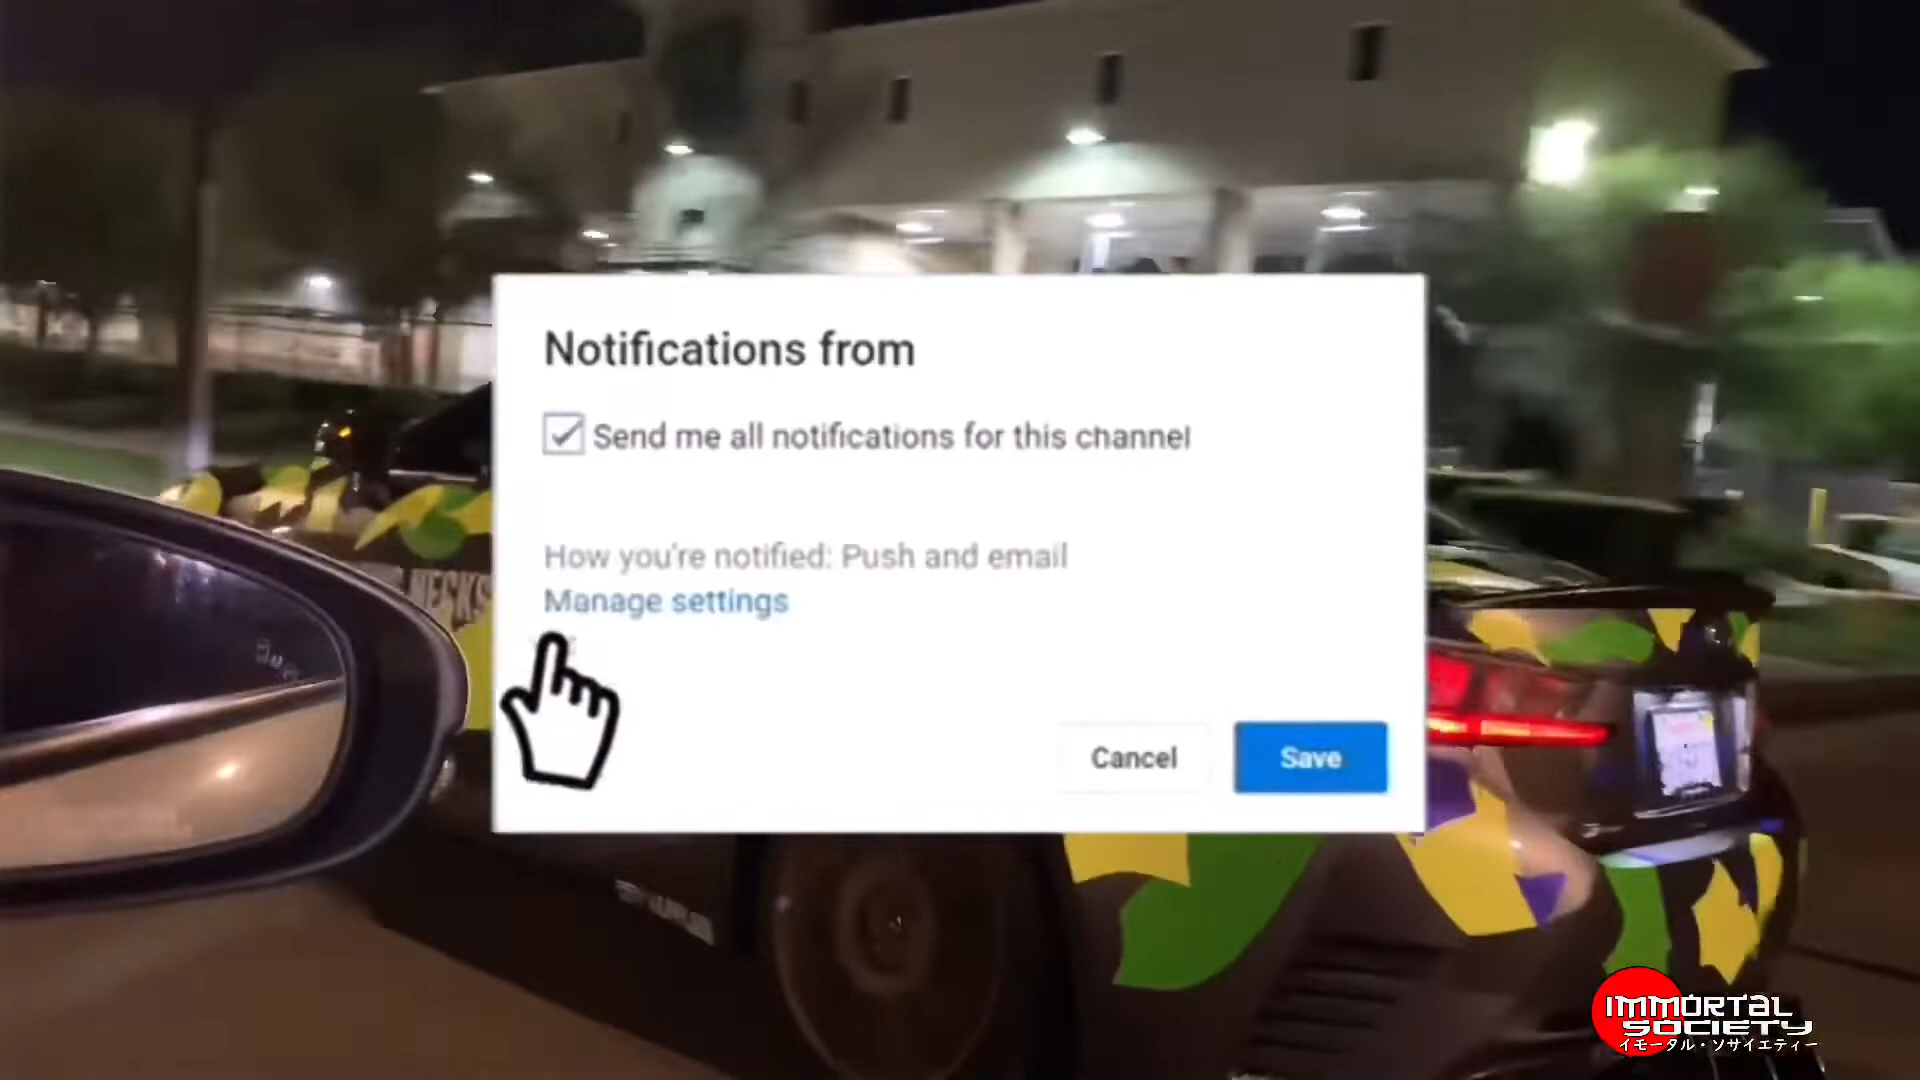 Notifications from
Send me all notifications for this channel
How you're notified: Push and email
Manage settings
Cancel
Save
IMMORTAL
SOCIETY
イモータル・ソサイエティー